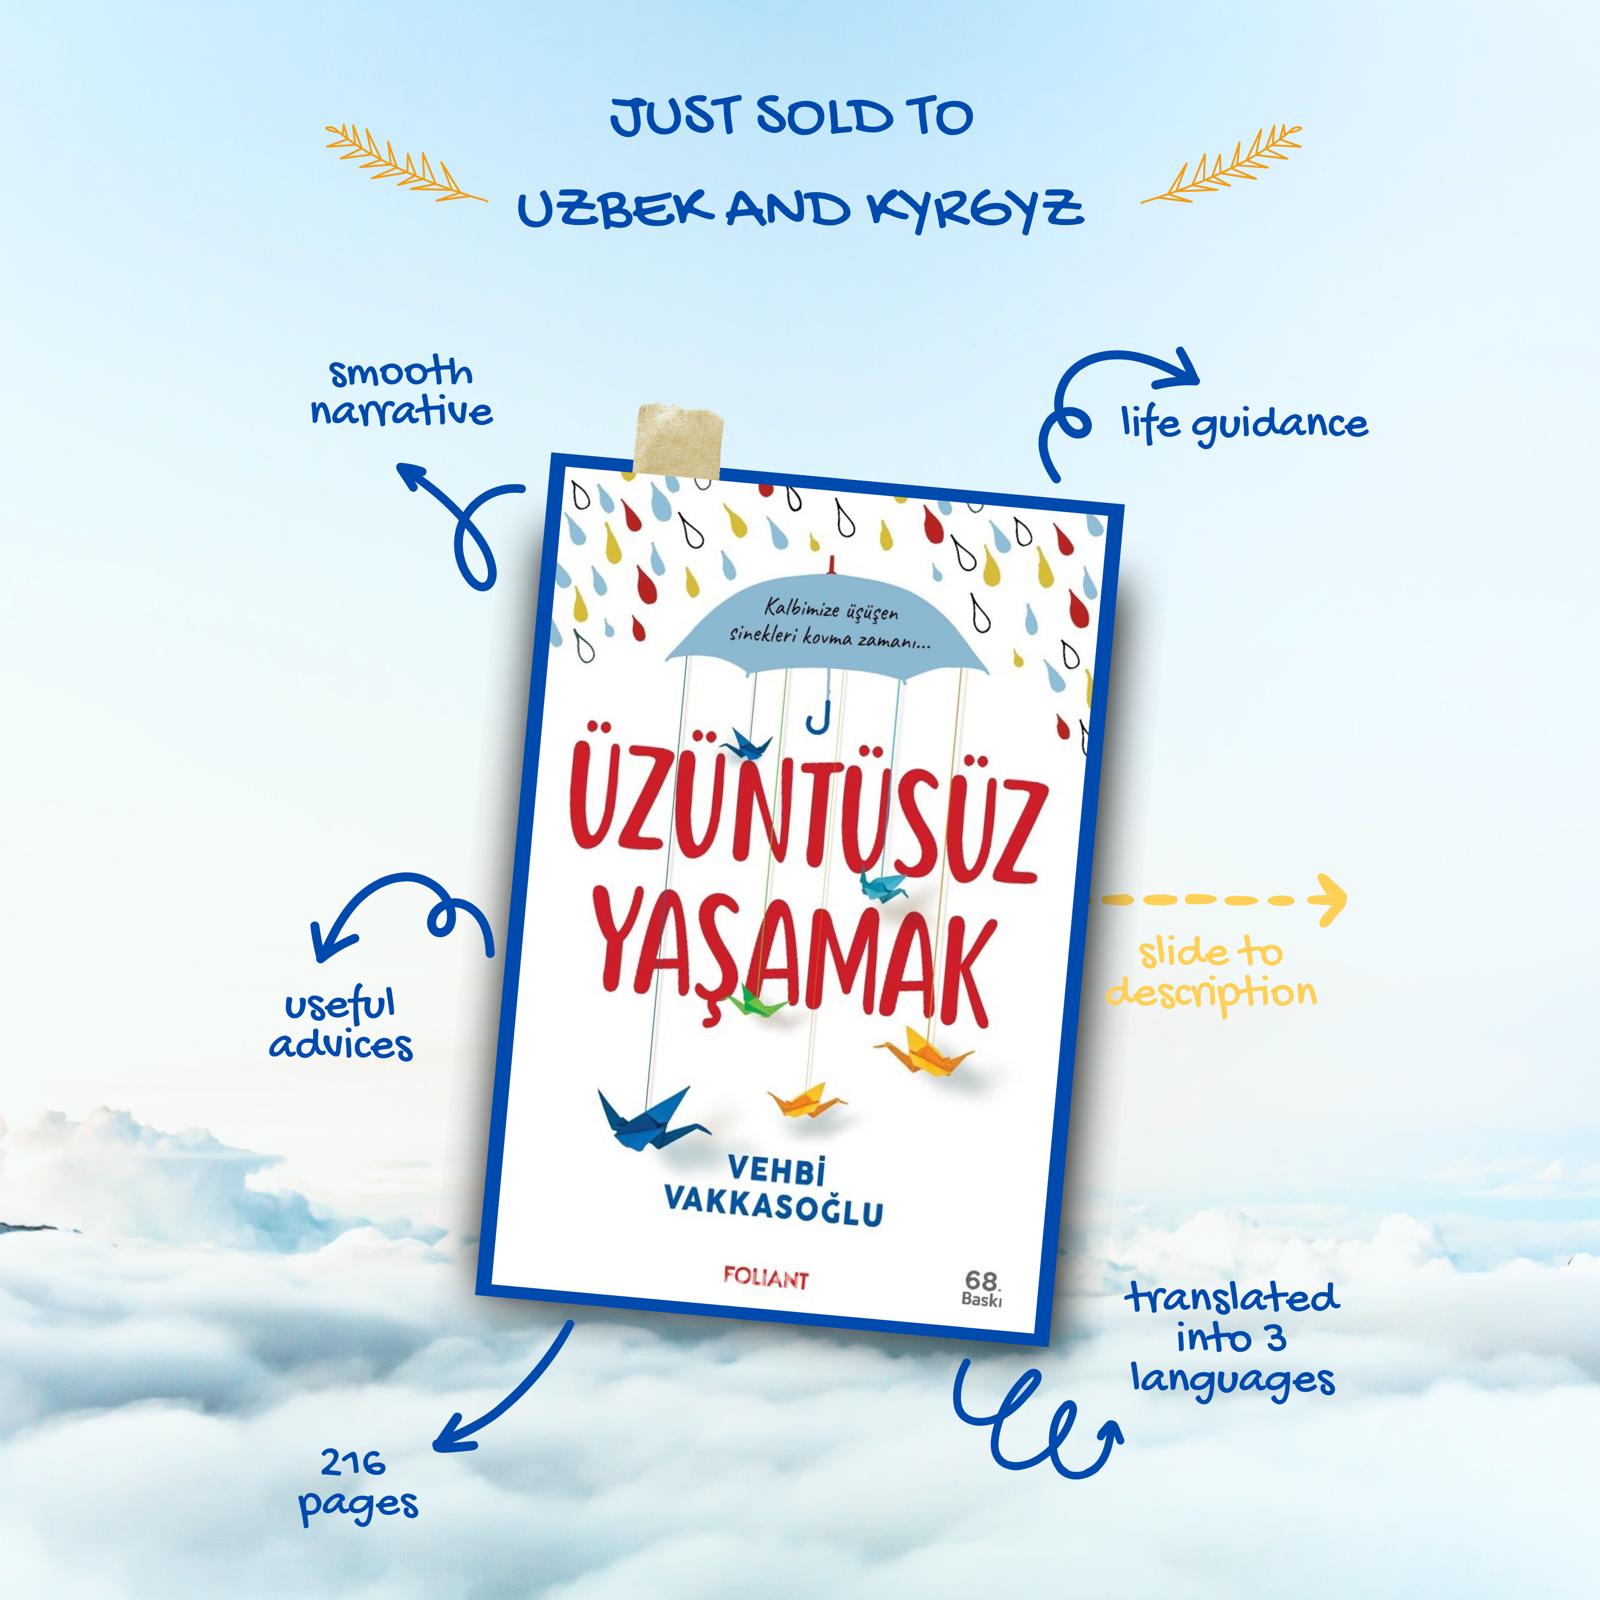 JUST SOLD TO
UZBEK AND KYRGYZ
smooth
narrative
life guidance
Kalbimize üşüşen
sinekleri kovma zamanı...
ÜZÜNTÜSÜZ
YAŞAMAK
useful
advices
slide to
description
VEHBİ
VAKKASOĞLU
FOLIANT
68.
Baskı
translated
into 3
languages
216
pages